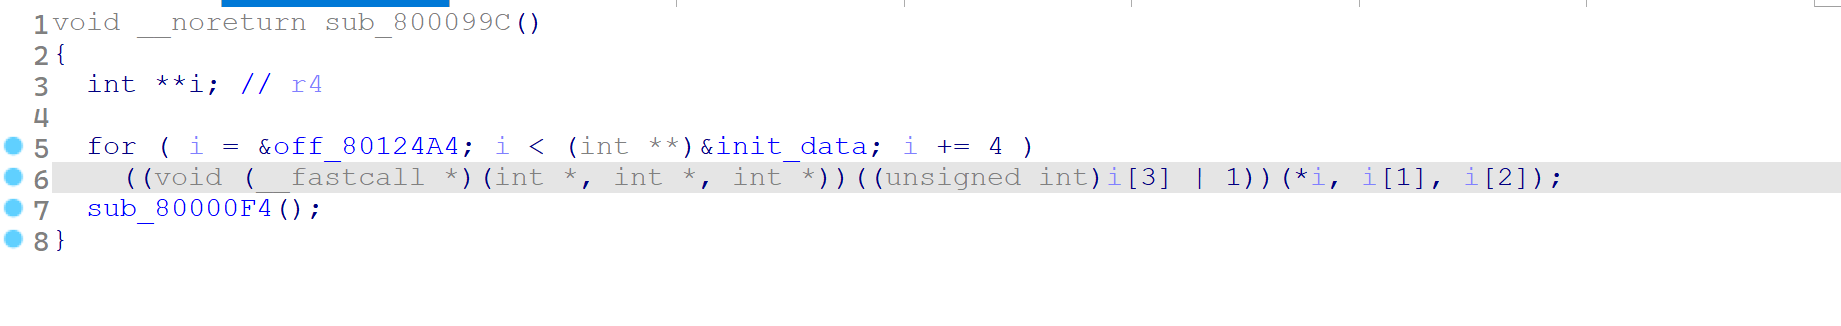 1 void __noreturn sub_800099C()
2 {
3   int **i; // r4
4
5   for ( i = &off_80124A4; i < (int **)&init_data; i += 4 )
6     ((void (__fastcall *)(int *, int *, int *))((unsigned int)i[3] | 1))(*i, i[1], i[2]);
7   sub_80000F4();
8 }